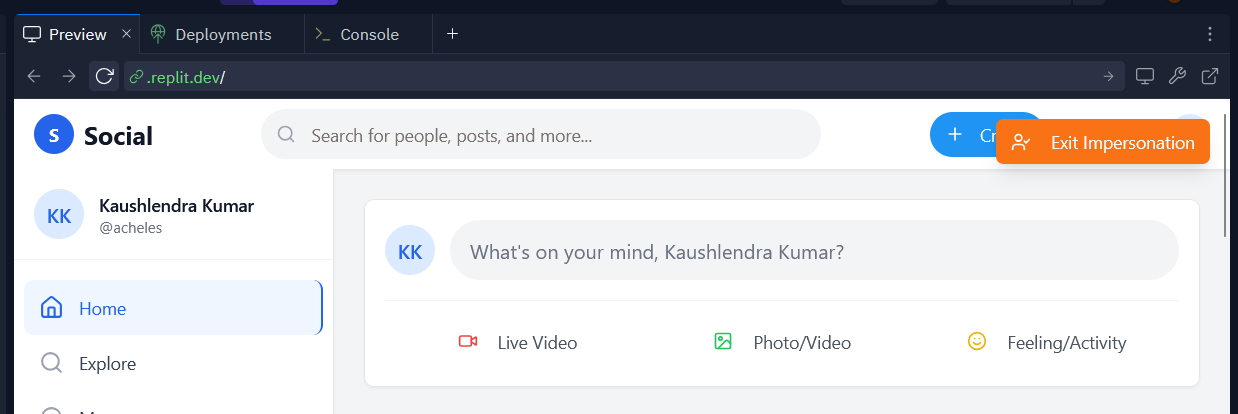 Preview
Deployments
Console
.replit.dev/
S Social
Search for people, posts, and more...
Exit Impersonation
KK
Kaushlendra Kumar
@acheles
KK
What's on your mind, Kaushlendra Kumar?
Home
Live Video
Photo/Video
Feeling/Activity
Explore